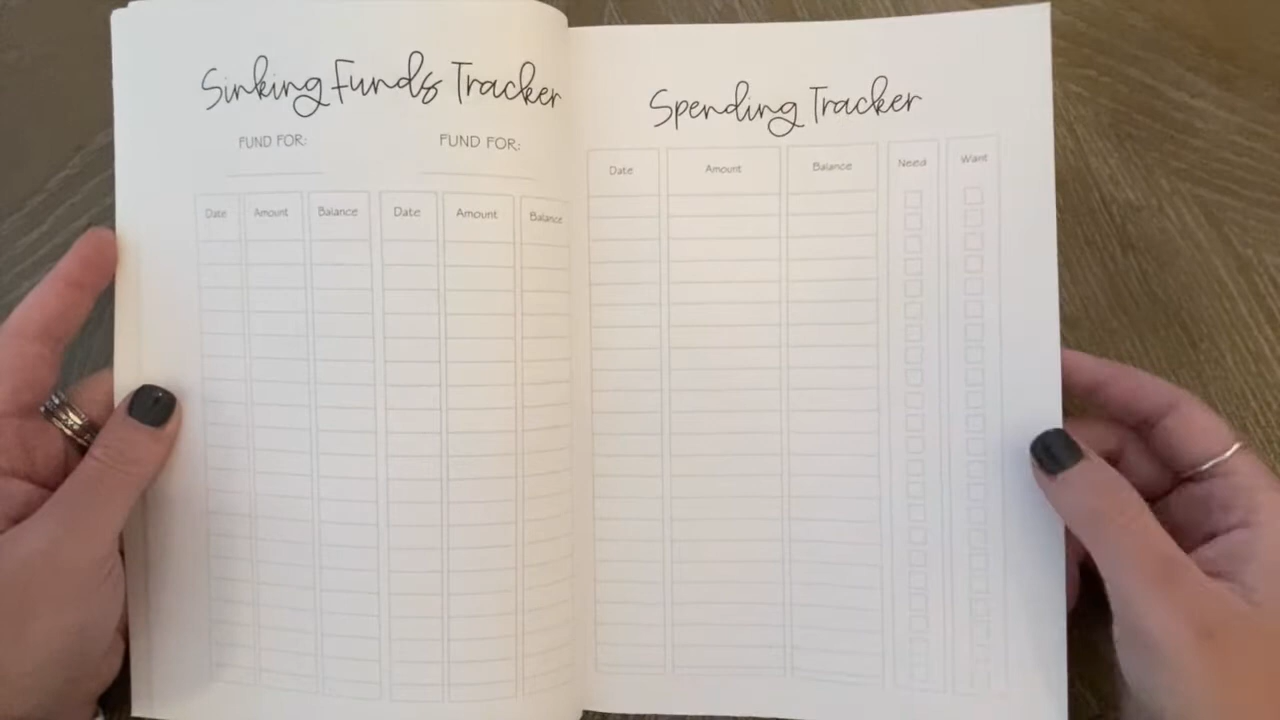 Sinking Funds Tracker
FUND FOR: FUND FOR:
Date Amount Balance Date Amount Balance
Spending Tracker
Date Amount Balance Need Want